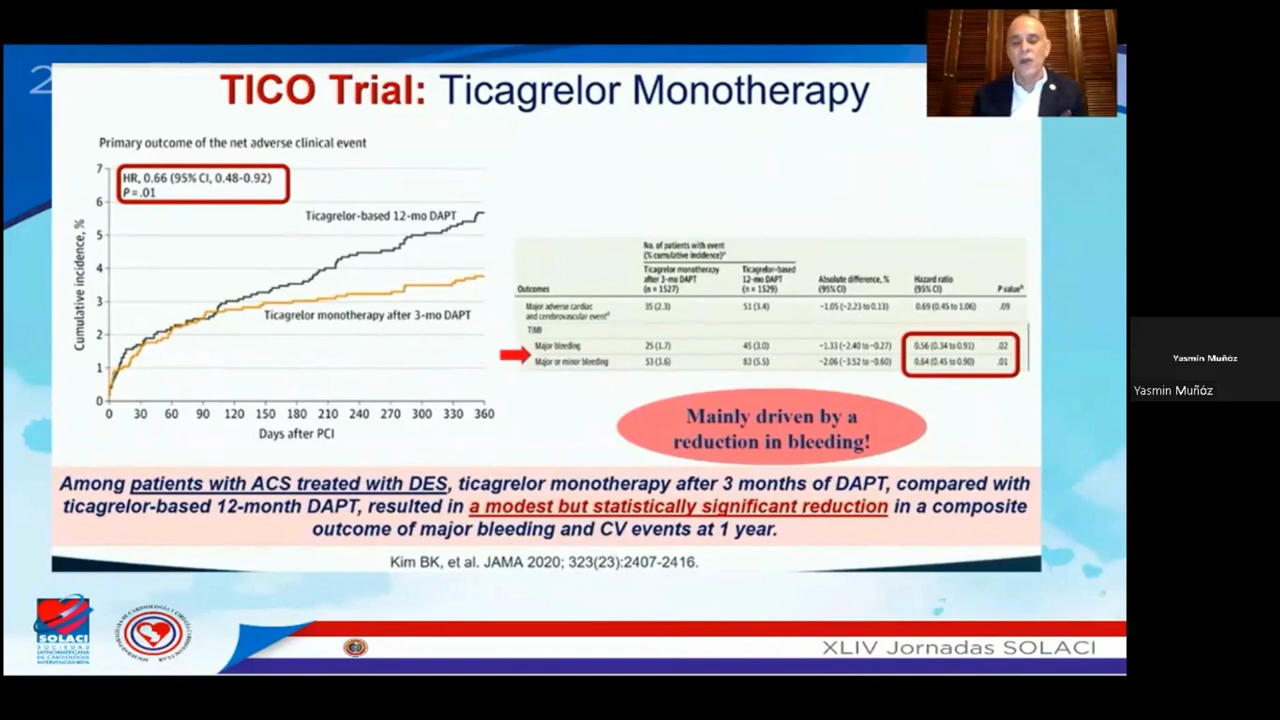 2
TICO Trial: Ticagrelor Monotherapy
Primary outcome of the net adverse clinical event
7
HR, 0.66 (95% CI, 0.48-0.92)
P = .01
6
Ticagrelor-based 12-mo DAPT
5
4
3
Ticagrelor monotherapy after 3-mo DAPT
2
1
0
Cumulative incidence, %
0 30 60 90 120 150 180 210 240 270 300 330 360
Days after PCI
No. of patients with event
(% cumulative incidence)
Ticagrelor monotherapy Ticagrelor-based
after 3-mo DAPT 12-mo DAPT Absolute difference, % Hazard ratio
Outcomes (n = 1527) (n = 1529) (95% CI) (95% CI) P value
Major adverse cardiac 35 (2.3) 51 (3.4) −1.05 (−2.23 to 0.13) 0.69 (0.45 to 1.06) .09
and cerebrovascular event
TIMI
Major bleeding 25 (1.7) 45 (3.0) −1.33 (−2.40 to −0.27) 0.56 (0.34 to 0.91) .02
Major or minor bleeding 53 (3.6) 83 (5.5) −2.06 (−3.52 to −0.60) 0.64 (0.45 to 0.90) .01
Mainly driven by a
reduction in bleeding!
Among patients with ACS treated with DES, ticagrelor monotherapy after 3 months of DAPT, compared with
ticagrelor-based 12-month DAPT, resulted in a modest but statistically significant reduction in a composite
outcome of major bleeding and CV events at 1 year.
Kim BK, et al. JAMA 2020; 323(23):2407-2416.
SOLACI
SOCIEDAD
LATINOAMERICANA
DE CARDIOLOGÍA
INTERVENCIONISTA
XLIV Jornadas SOLACI
Yasmin Muñóz
Yasmin Muñóz